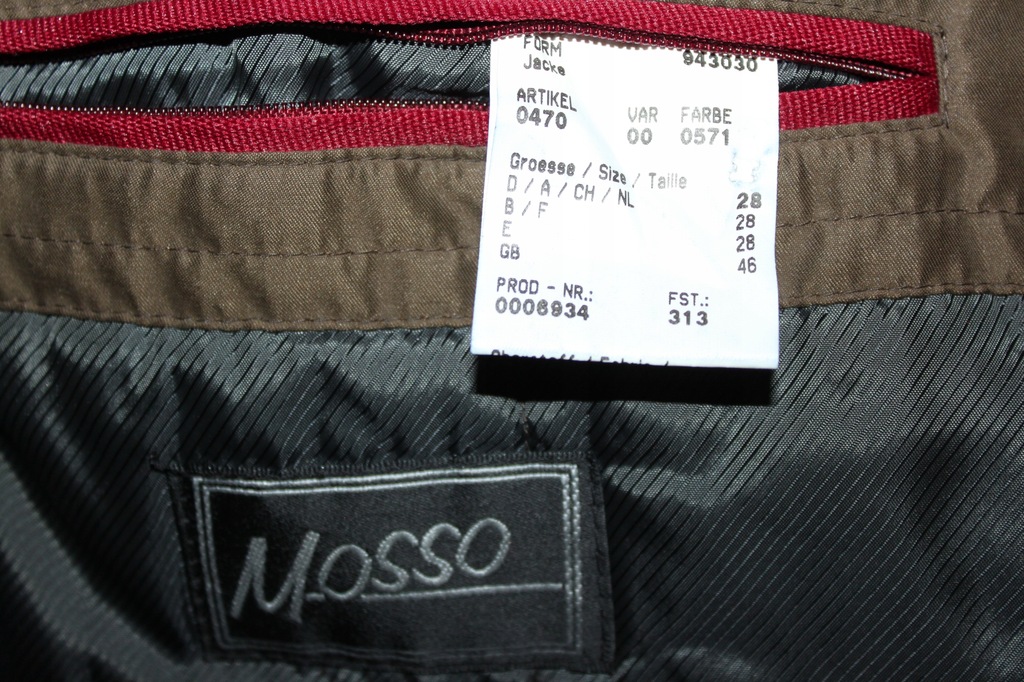 FORM 943030
Jacke
ARTIKEL VAR FARBE
0470 00 0571
Groesse / Size / Taille
D / A / CH / NL 28
B / F 28
E 28
GB 46
PROD - NR.: FST.:
0006934 313
Mosso